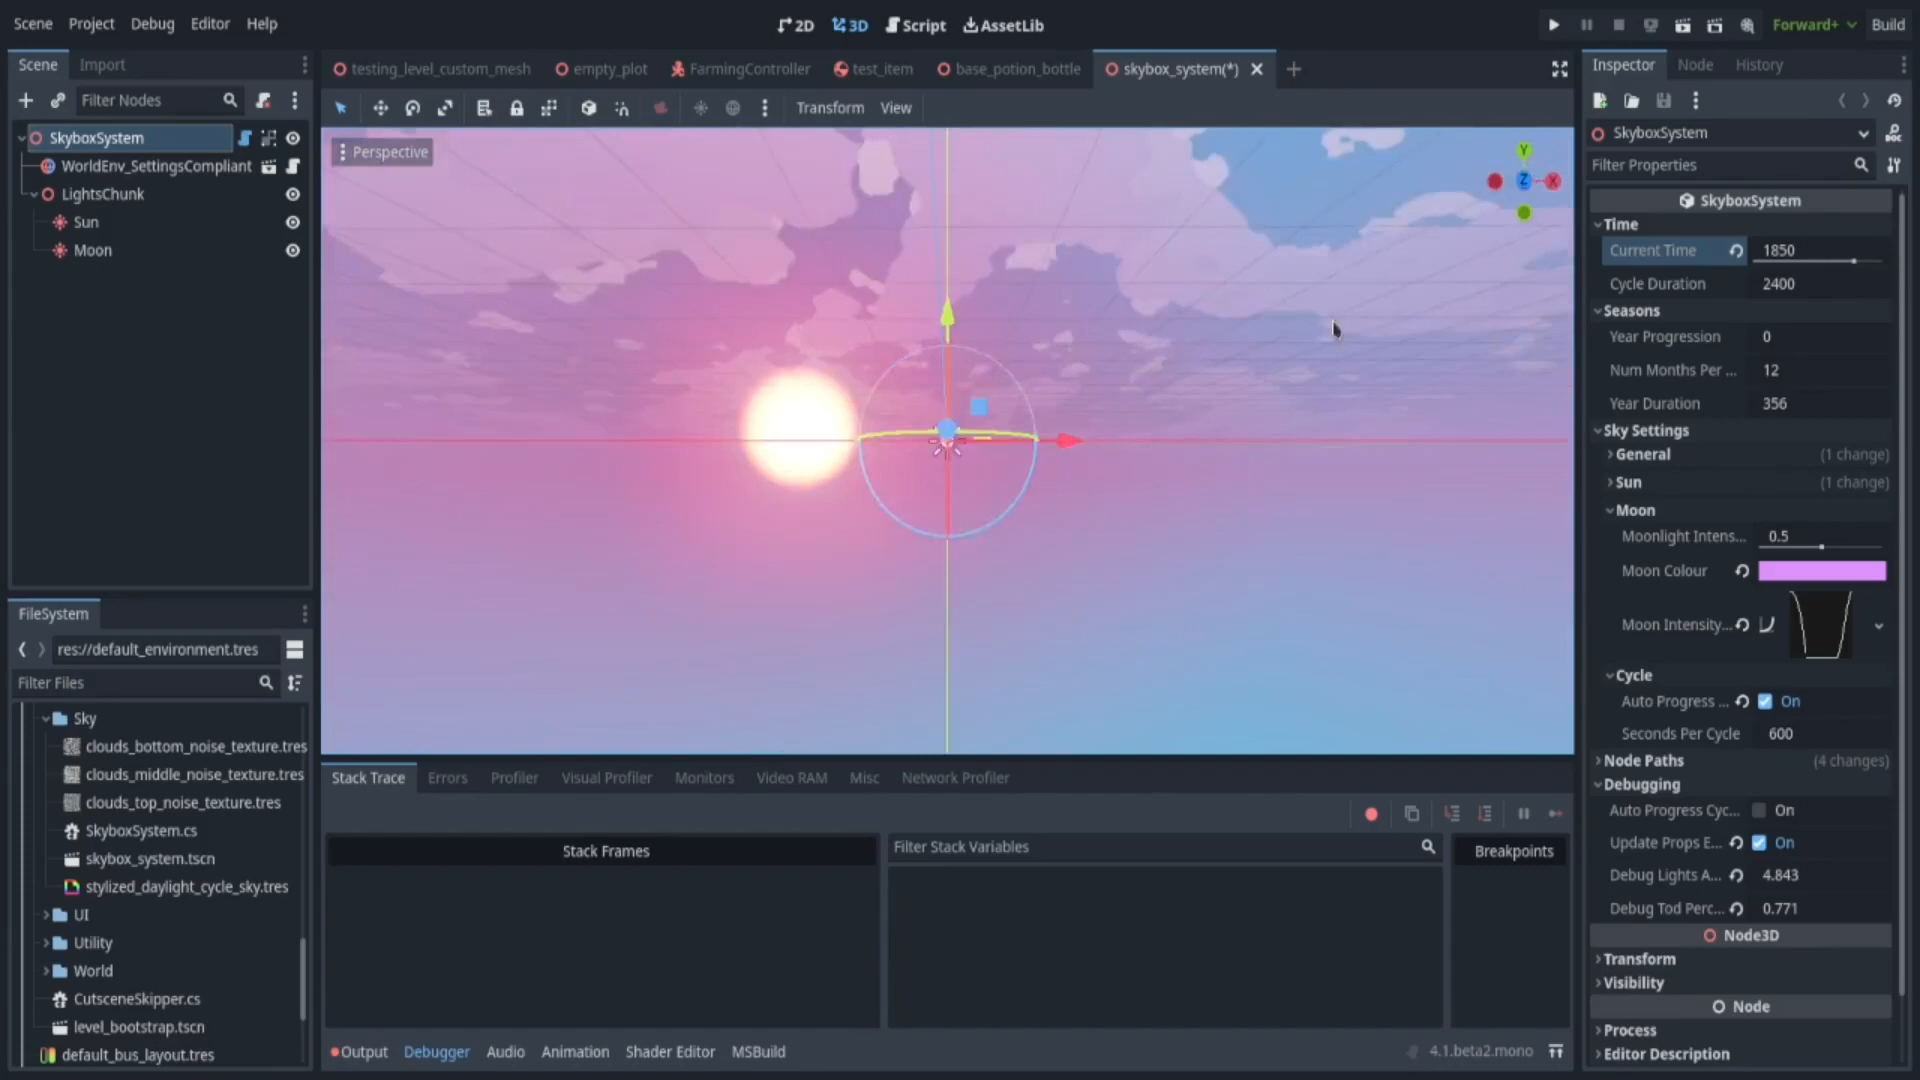 Scene Project Debug Editor Help
2D 3D Script AssetLib
Forward+ Build
Scene Import
Filter Nodes
SkyboxSystem
WorldEnv_SettingsCompliant
LightsChunk
Sun
Moon
FileSystem
res://default_environment.tres
Filter Files
Sky
clouds_bottom_noise_texture.tres
clouds_middle_noise_texture.tres
clouds_top_noise_texture.tres
SkyboxSystem.cs
skybox_system.tscn
stylized_daylight_cycle_sky.tres
UI
Utility
World
CutsceneSkipper.cs
level_bootstrap.tscn
default_bus_layout.tres
testing_level_custom_mesh empty_plot FarmingController test_item base_potion_bottle skybox_system(*)
Transform View
Perspective
Y
Z X
Stack Trace Errors Profiler Visual Profiler Monitors Video RAM Misc Network Profiler
Stack Frames
Filter Stack Variables
Breakpoints
Output Debugger Audio Animation Shader Editor MSBuild
4.1.beta2.mono
Inspector Node History
SkyboxSystem
DOC
Filter Properties
SkyboxSystem
Time
Current Time 1850
Cycle Duration 2400
Seasons
Year Progression 0
Num Months Per ... 12
Year Duration 356
Sky Settings
General (1 change)
Sun (1 change)
Moon
Moonlight Intens... 0.5
Moon Colour
Moon Intensity...
Cycle
Auto Progress ... On
Seconds Per Cycle 600
Node Paths (4 changes)
Debugging
Auto Progress Cyc... On
Update Props E... On
Debug Lights A... 4.843
Debug Tod Perc... 0.771
Node3D
Transform
Visibility
Node
Process
Editor Description